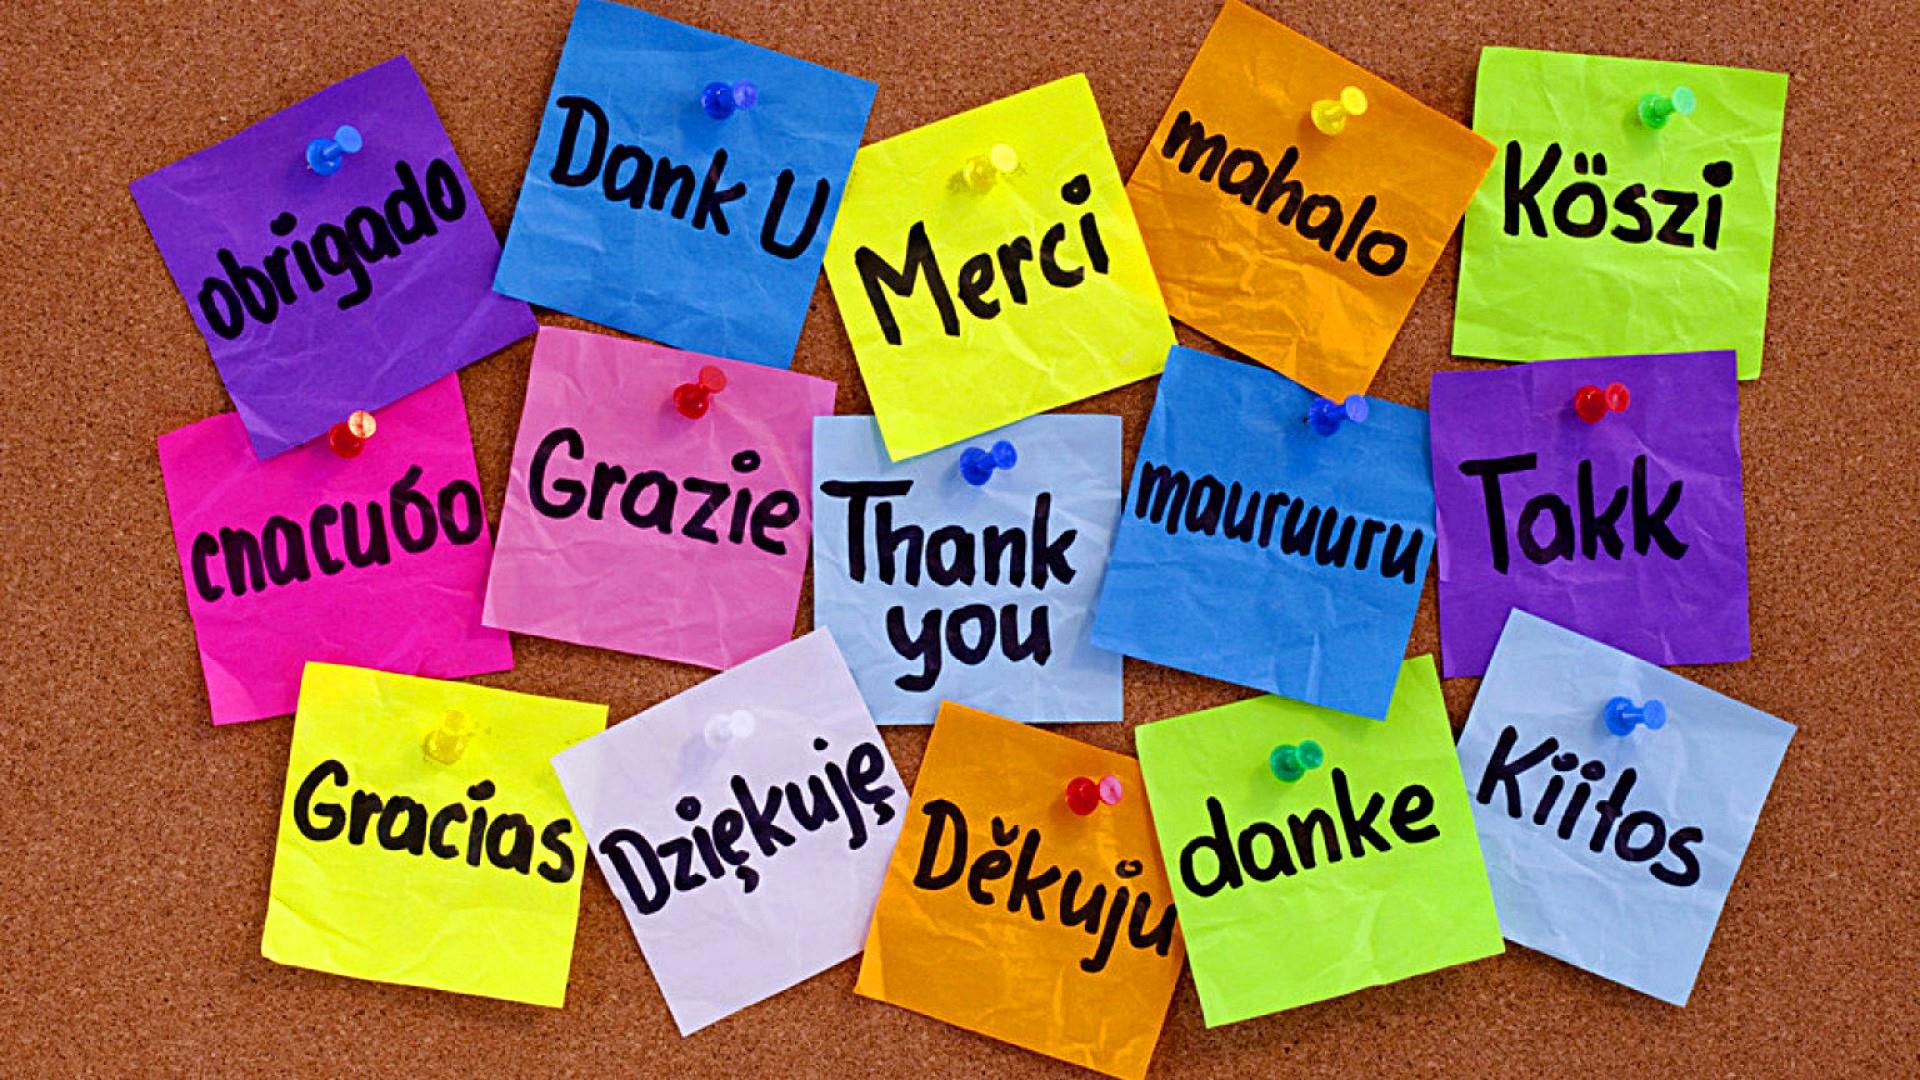 obrigado
Dank U
Merci
mahalo
Köszi
спасибо
Grazie
Thank
you
mauruuru
Takk
Gracias
Dziękuję
Děkuju
danke
Kiitos